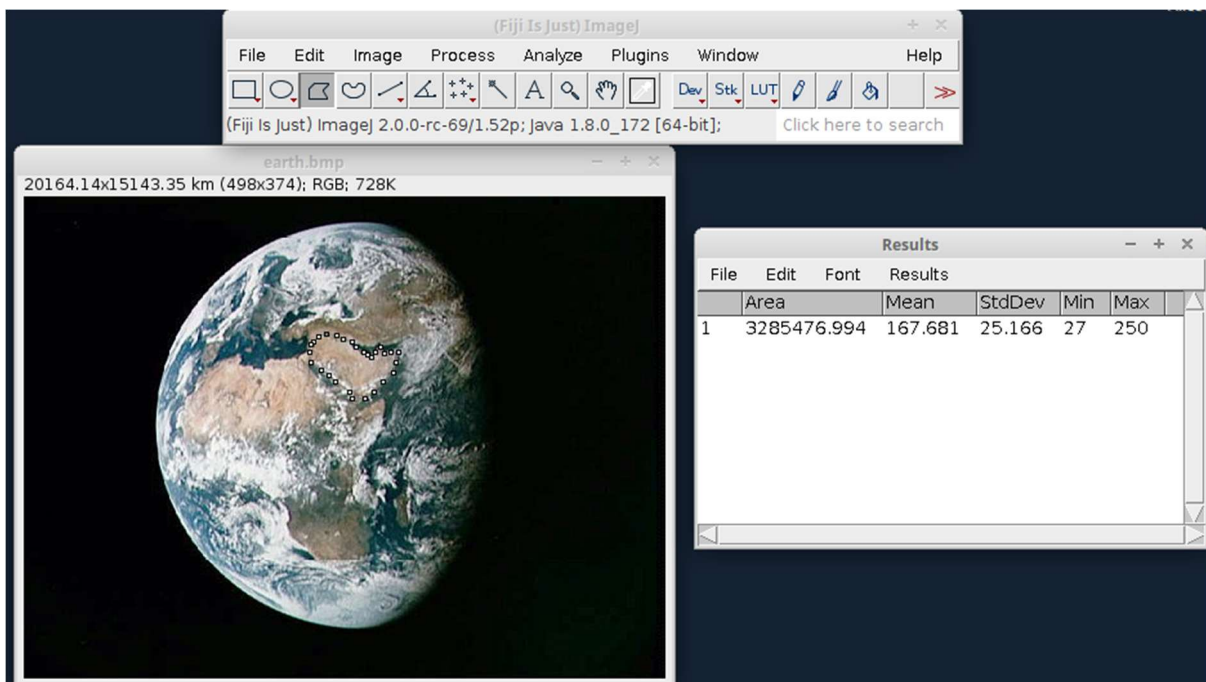 (Fiji Is Just) ImageJ
File Edit Image Process Analyze Plugins Window Help
A Dev Stk LUT >>
(Fiji Is Just) ImageJ 2.0.0-rc-69/1.52p; Java 1.8.0_172 [64-bit]; Click here to search
earth.bmp
20164.14x15143.35 km (498x374); RGB; 728K
Results
File Edit Font Results
Area Mean StdDev Min Max
1 3285476.994 167.681 25.166 27 250